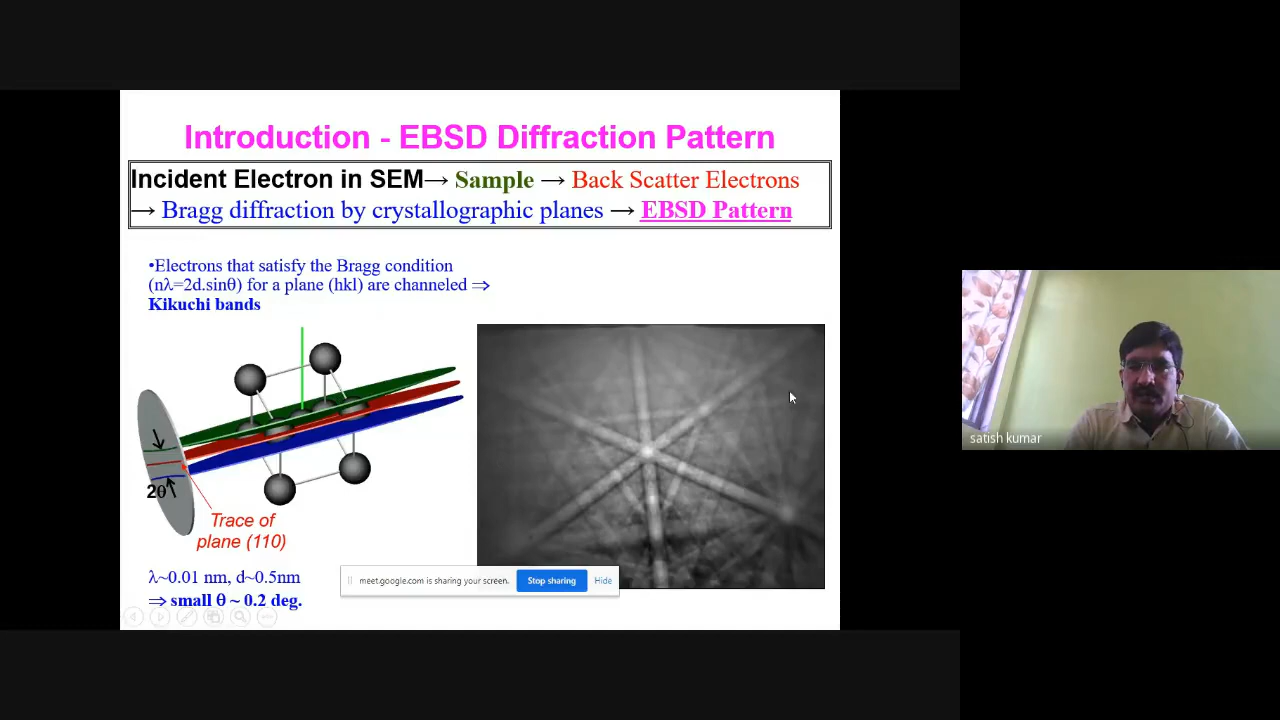 Introduction - EBSD Diffraction Pattern
Incident Electron in SEM→ Sample → Back Scatter Electrons
→ Bragg diffraction by crystallographic planes → EBSD Pattern
•Electrons that satisfy the Bragg condition
(nλ=2d.sinθ) for a plane (hkl) are channeled ⇒
Kikuchi bands
2θ
Trace of
plane (110)
λ~0.01 nm, d~0.5nm
⇒ small θ ~ 0.2 deg.
meet.google.com is sharing your screen. Stop sharing Hide
satish kumar